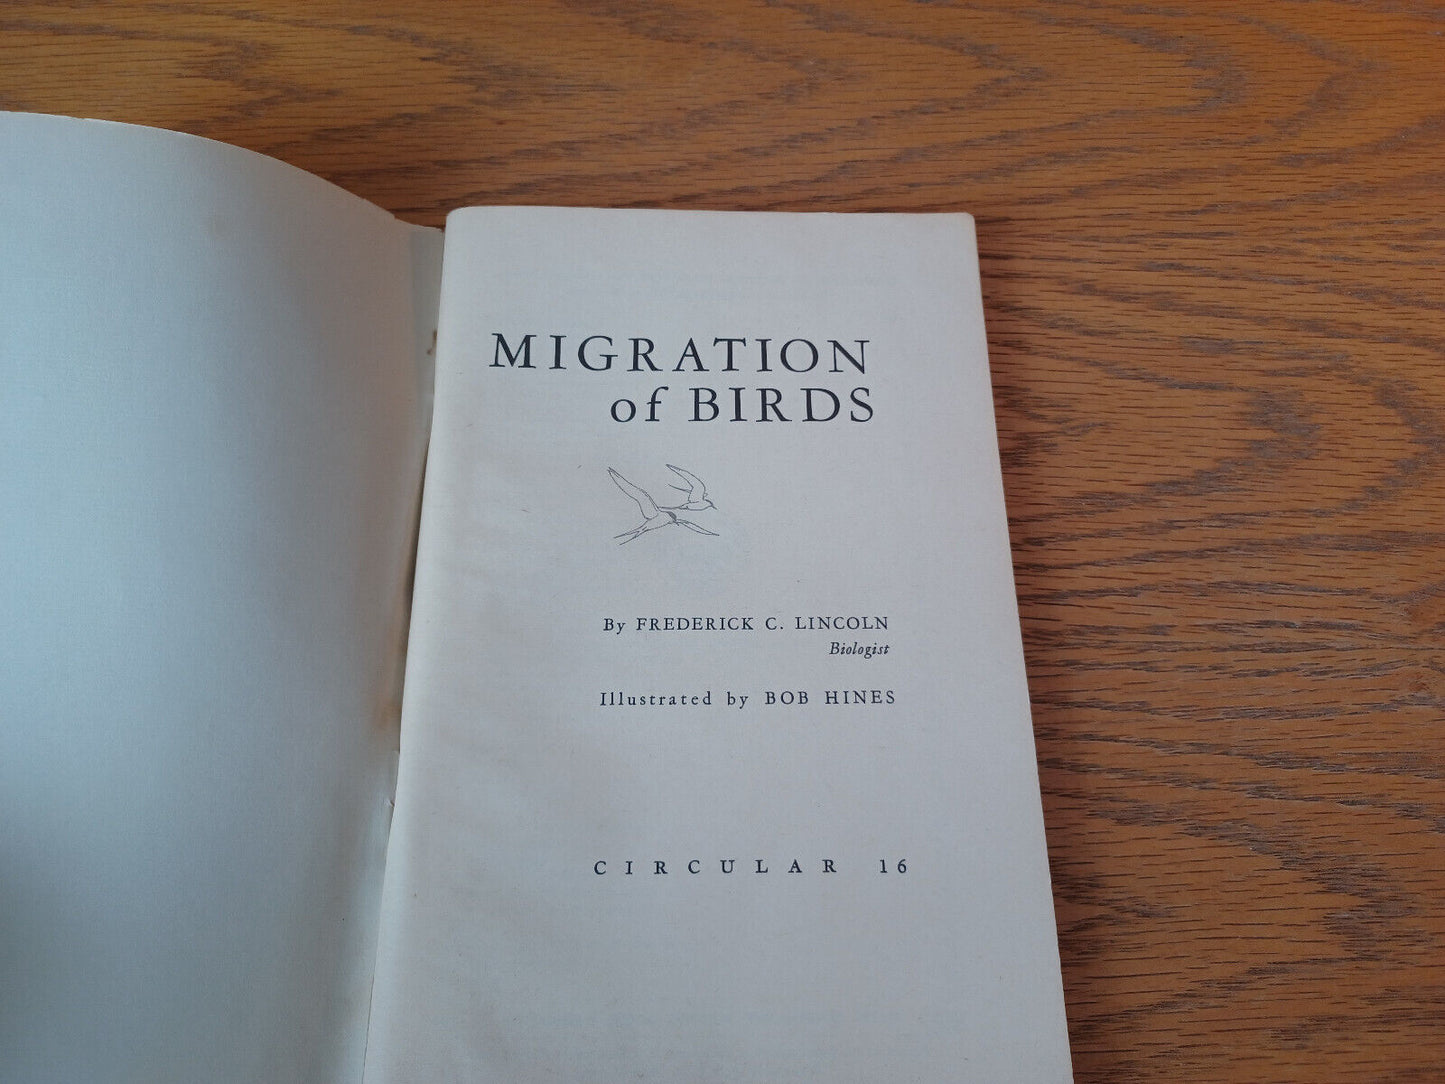 MIGRATION
of BIRDS
By FREDERICK C. LINCOLN
Biologist
Illustrated by BOB HINES
CIRCULAR 16